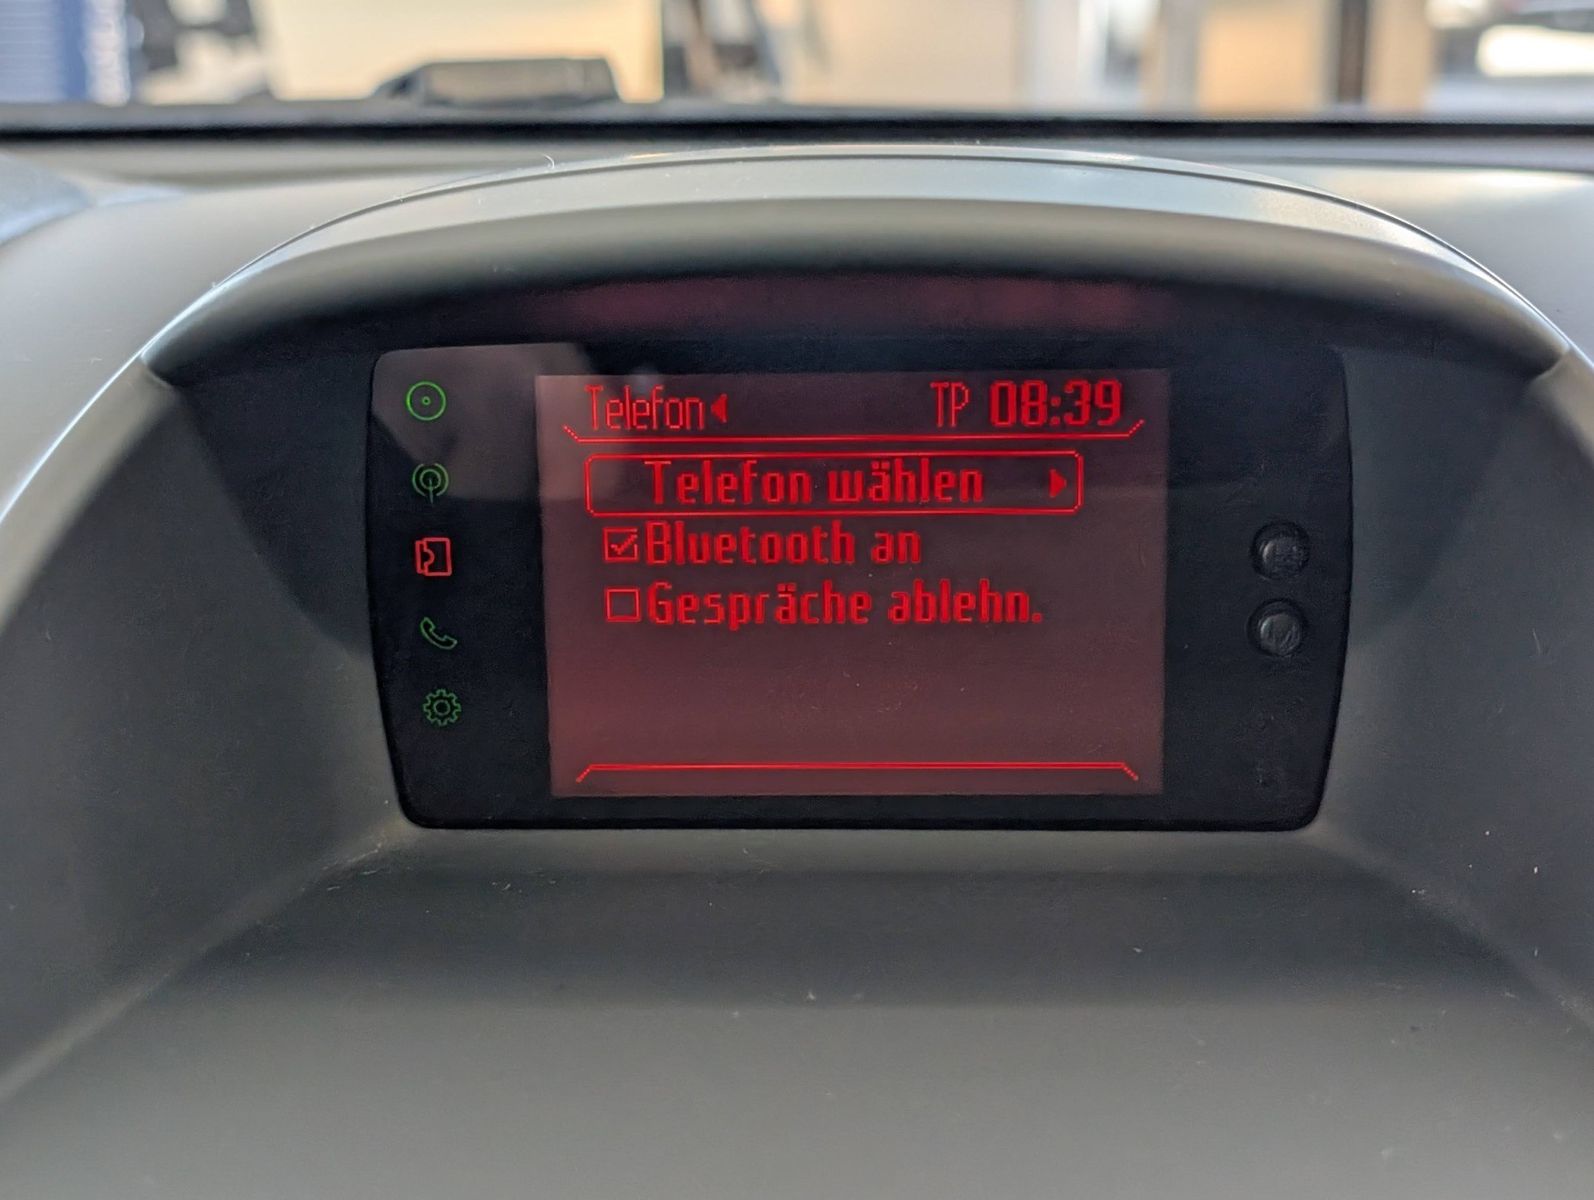 Telefon
TP 08:39
Telefon wählen
Bluetooth an
Gespräche ablehn.